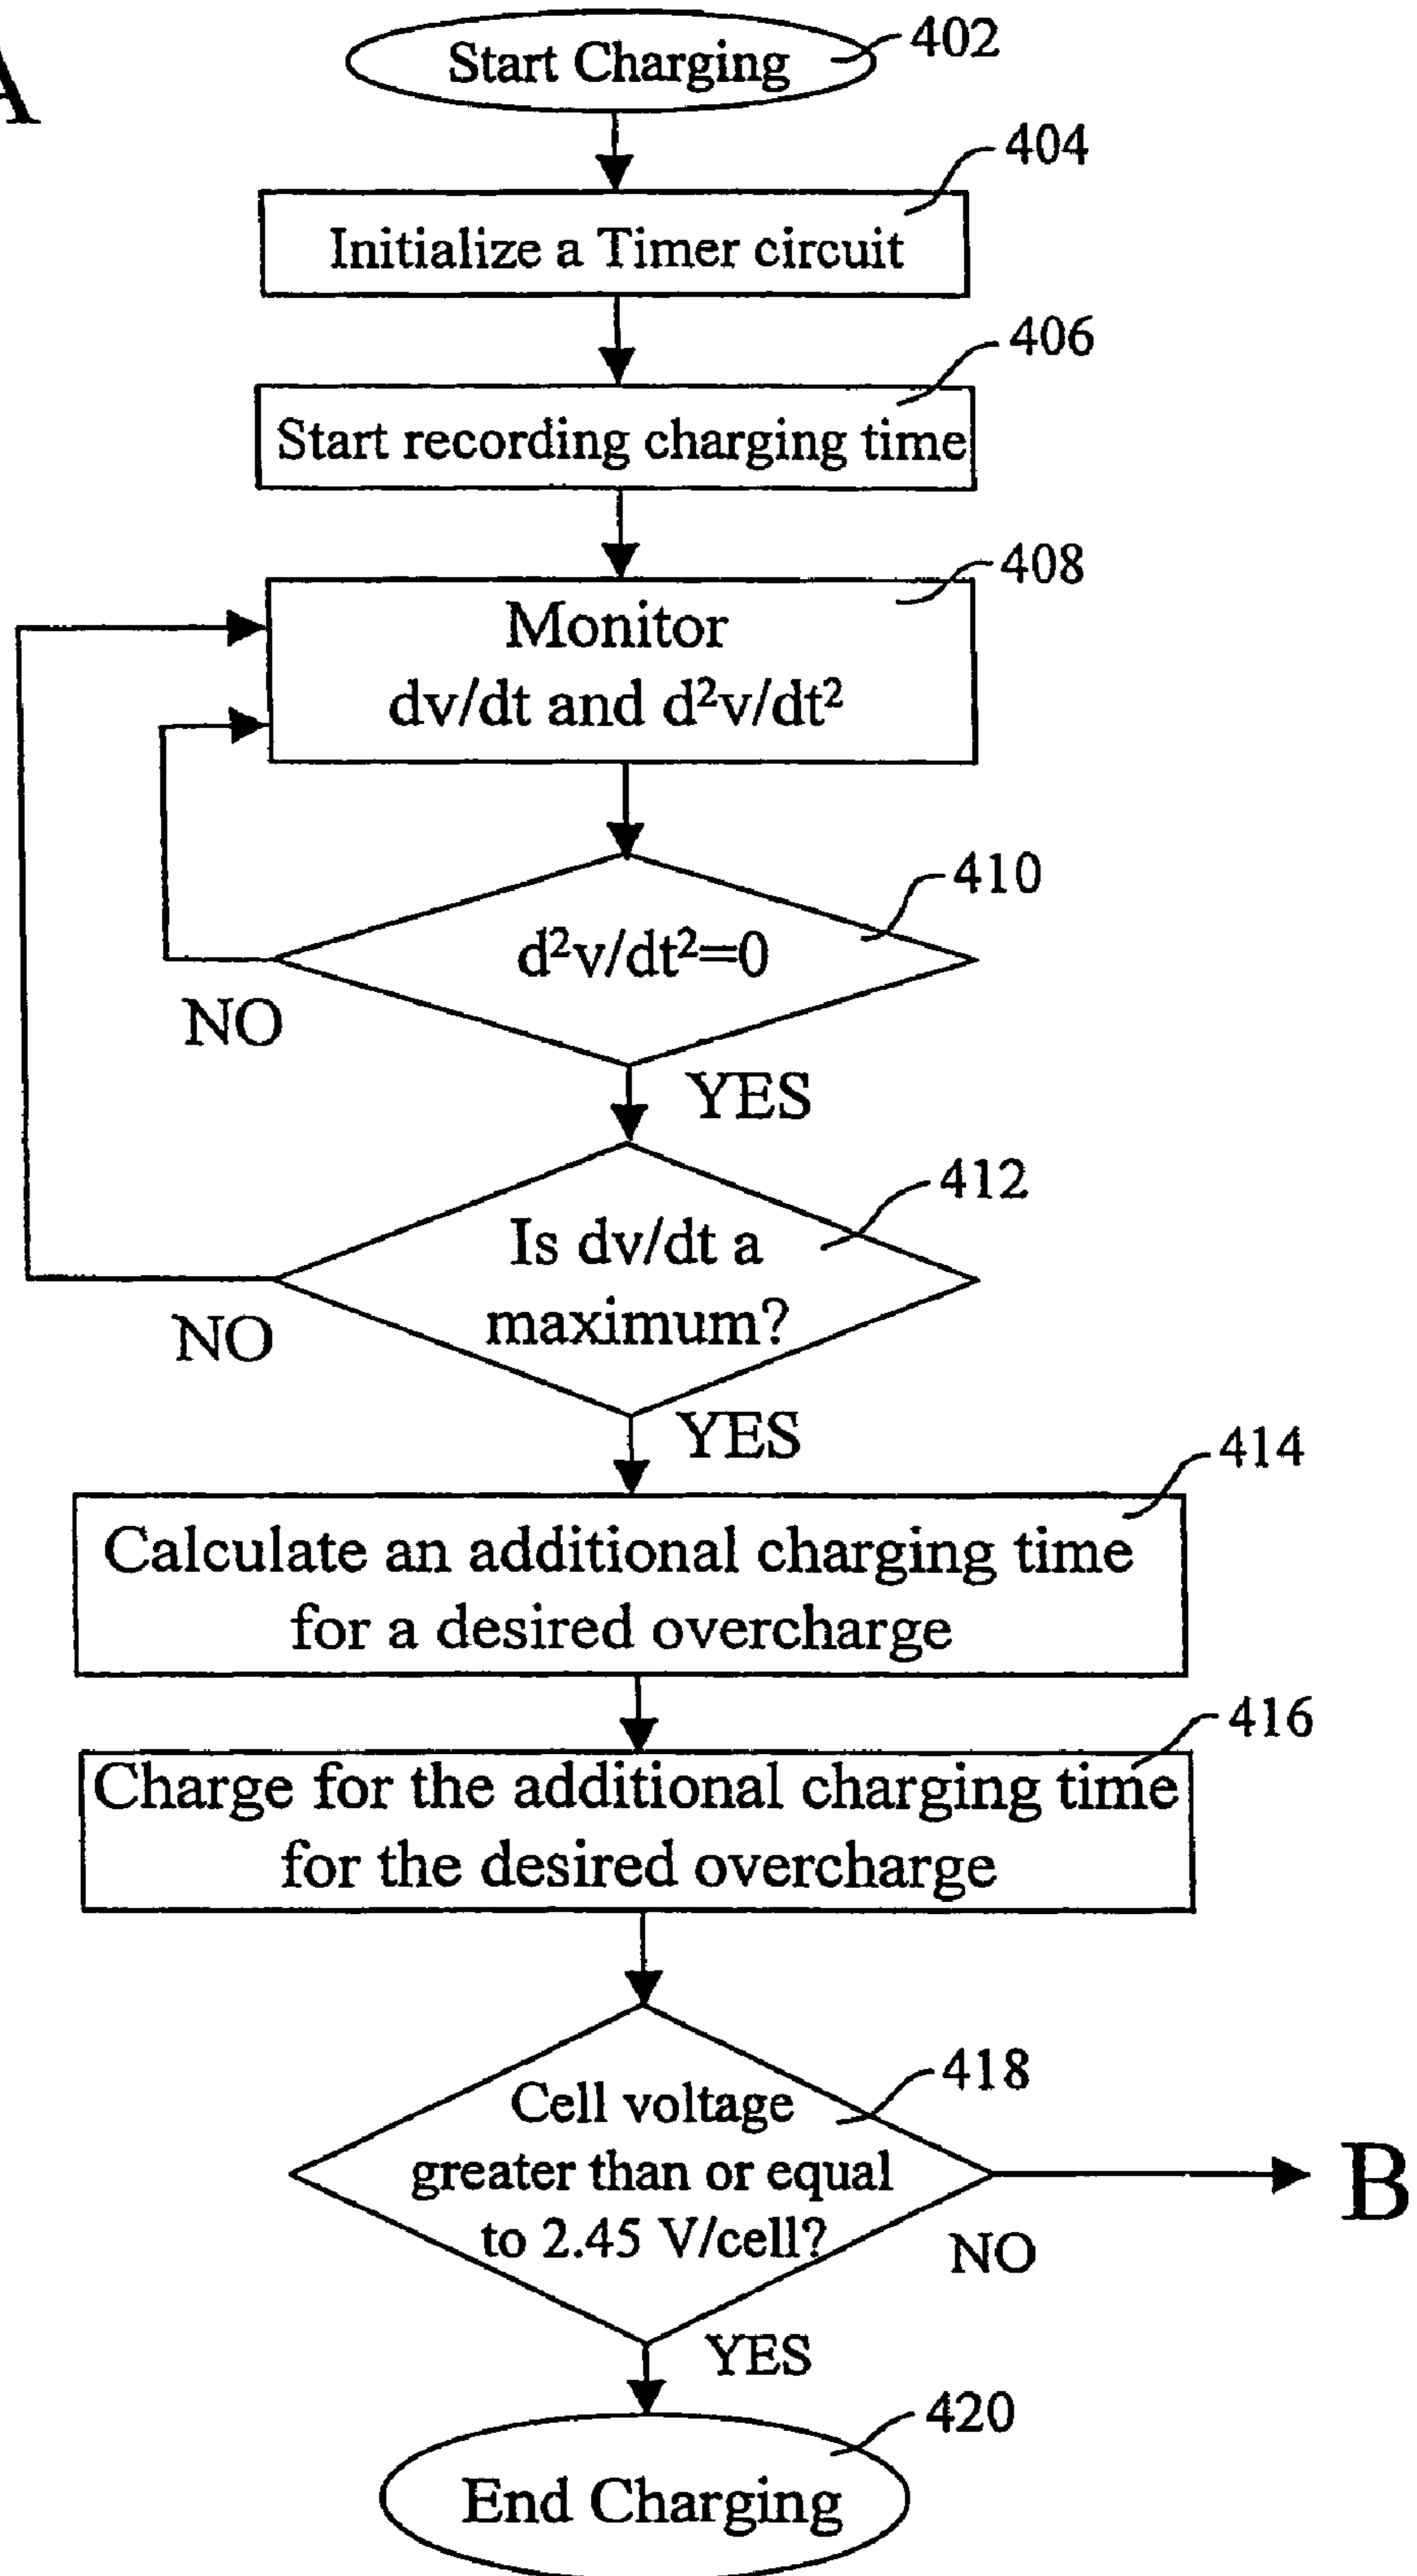 A
Start Charging
402
404
Initialize a Timer circuit
406
Start recording charging time
408
Monitor
dv/dt and d²v/dt²
410
d²v/dt²=0
NO
YES
412
Is dv/dt a
maximum?
NO
YES
414
Calculate an additional charging time
for a desired overcharge
416
Charge for the additional charging time
for the desired overcharge
418
Cell voltage
greater than or equal
to 2.45 V/cell?
B
NO
YES
420
End Charging